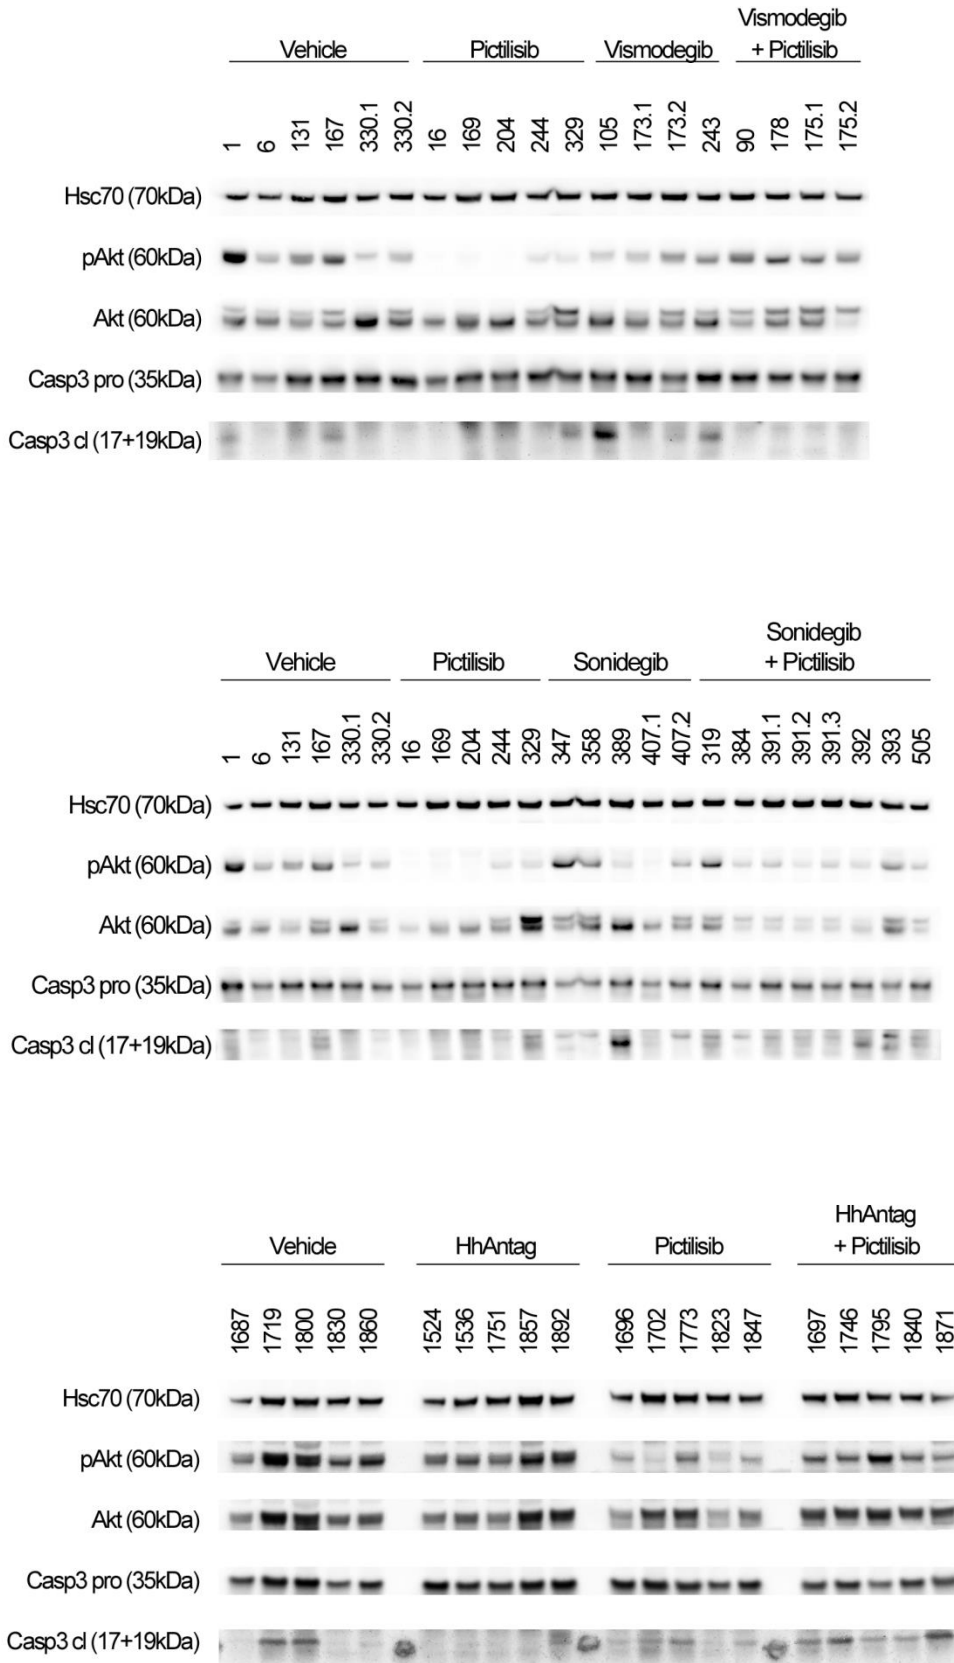 Vehicle Pictilisib Vismodegib Vismodegib
+ Pictilisib
1 6 131 167 330.1 330.2 16 169 204 244 329 105 173.1 173.2 243 90 178 175.1 175.2
Hsc70 (70kDa)
pAkt (60kDa)
Akt (60kDa)
Casp3 pro (35kDa)
Casp3 cl (17+19kDa)
Vehicle Pictilisib Sonidegib Sonidegib
+ Pictilisib
1 6 131 167 330.1 330.2 16 169 204 244 329 347 358 389 407.1 407.2 319 384 391.1 391.2 391.3 392 393 505
Hsc70 (70kDa)
pAkt (60kDa)
Akt (60kDa)
Casp3 pro (35kDa)
Casp3 cl (17+19kDa)
Vehicle HhAntag Pictilisib HhAntag
+ Pictilisib
1687 1719 1800 1830 1860 1524 1536 1751 1857 1892 1696 1702 1773 1823 1847 1697 1746 1795 1840 1871
Hsc70 (70kDa)
pAkt (60kDa)
Akt (60kDa)
Casp3 pro (35kDa)
Casp3 cl (17+19kDa)